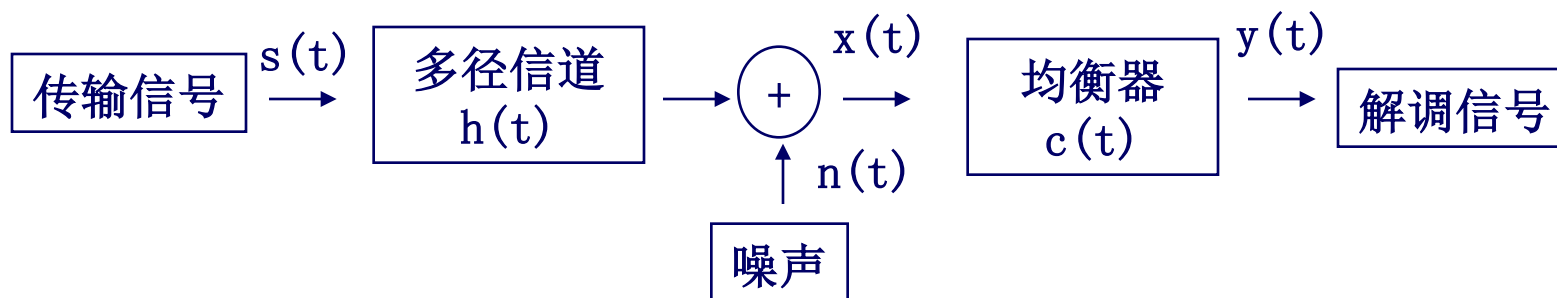 传输信号
s(t)
多径信道
h(t)
+
x(t)
n(t)
噪声
均衡器
c(t)
y(t)
解调信号